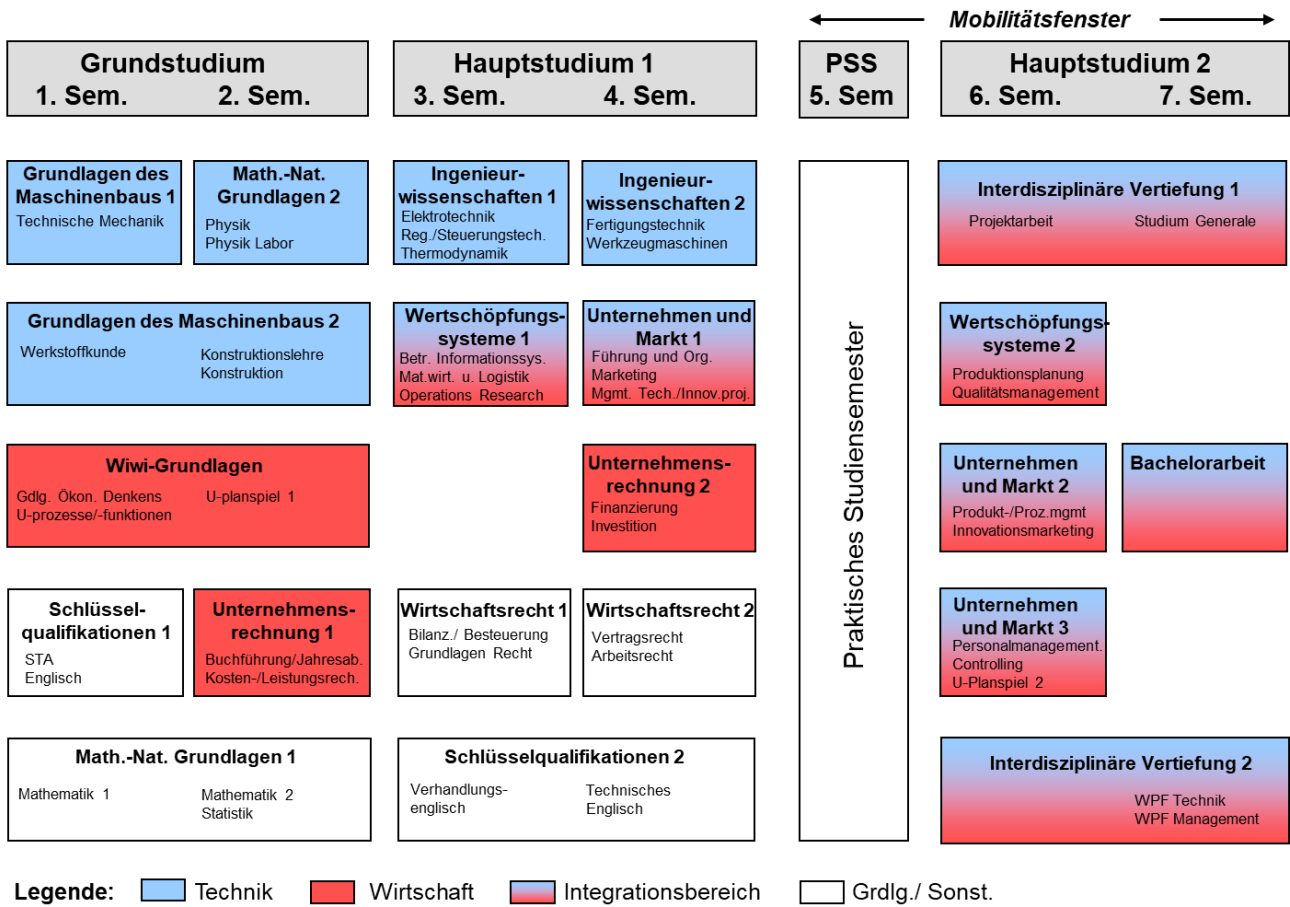 Mobilitätsfenster
Grundstudium
1. Sem. 2. Sem.
Hauptstudium 1
3. Sem. 4. Sem.
PSS
5. Sem
Hauptstudium 2
6. Sem. 7. Sem.
Grundlagen des
Maschinenbaus 1
Technische Mechanik
Math.-Nat.
Grundlagen 2
Physik
Physik Labor
Ingenieur-
wissenschaften 1
Elektrotechnik
Reg./Steuerungstech.
Thermodynamik
Ingenieur-
wissenschaften 2
Fertigungstechnik
Werkzeugmaschinen
Praktisches Studiensemester
Interdisziplinäre Vertiefung 1
Projektarbeit Studium Generale
Grundlagen des Maschinenbaus 2
Werkstoffkunde
Konstruktionslehre
Konstruktion
Wertschöpfungs-
systeme 1
Betr. Informationssys.
Mat.wirt. u. Logistik
Operations Research
Unternehmen und
Markt 1
Führung und Org.
Marketing
Mgmt. Tech./Innov.proj.
Wertschöpfungs-
systeme 2
Produktionsplanung
Qualitätsmanagement
Wiwi-Grundlagen
Gdlg. Ökon. Denkens
U-prozesse/-funktionen
U-planspiel 1
Unternehmens-
rechnung 2
Finanzierung
Investition
Unternehmen
und Markt 2
Produkt-/Proz.mgmt
Innovationsmarketing
Bachelorarbeit
Schlüssel-
qualifikationen 1
STA
Englisch
Unternehmens-
rechnung 1
Buchführung/Jahresab.
Kosten-/Leistungsrech.
Wirtschaftsrecht 1
Bilanz./ Besteuerung
Grundlagen Recht
Wirtschaftsrecht 2
Vertragsrecht
Arbeitsrecht
Unternehmen
und Markt 3
Personalmanagement.
Controlling
U-Planspiel 2
Math.-Nat. Grundlagen 1
Mathematik 1
Mathematik 2
Statistik
Schlüsselqualifikationen 2
Verhandlungs-
englisch
Technisches
Englisch
Interdisziplinäre Vertiefung 2
WPF Technik
WPF Management
Legende: Technik Wirtschaft Integrationsbereich Grdlg./ Sonst.